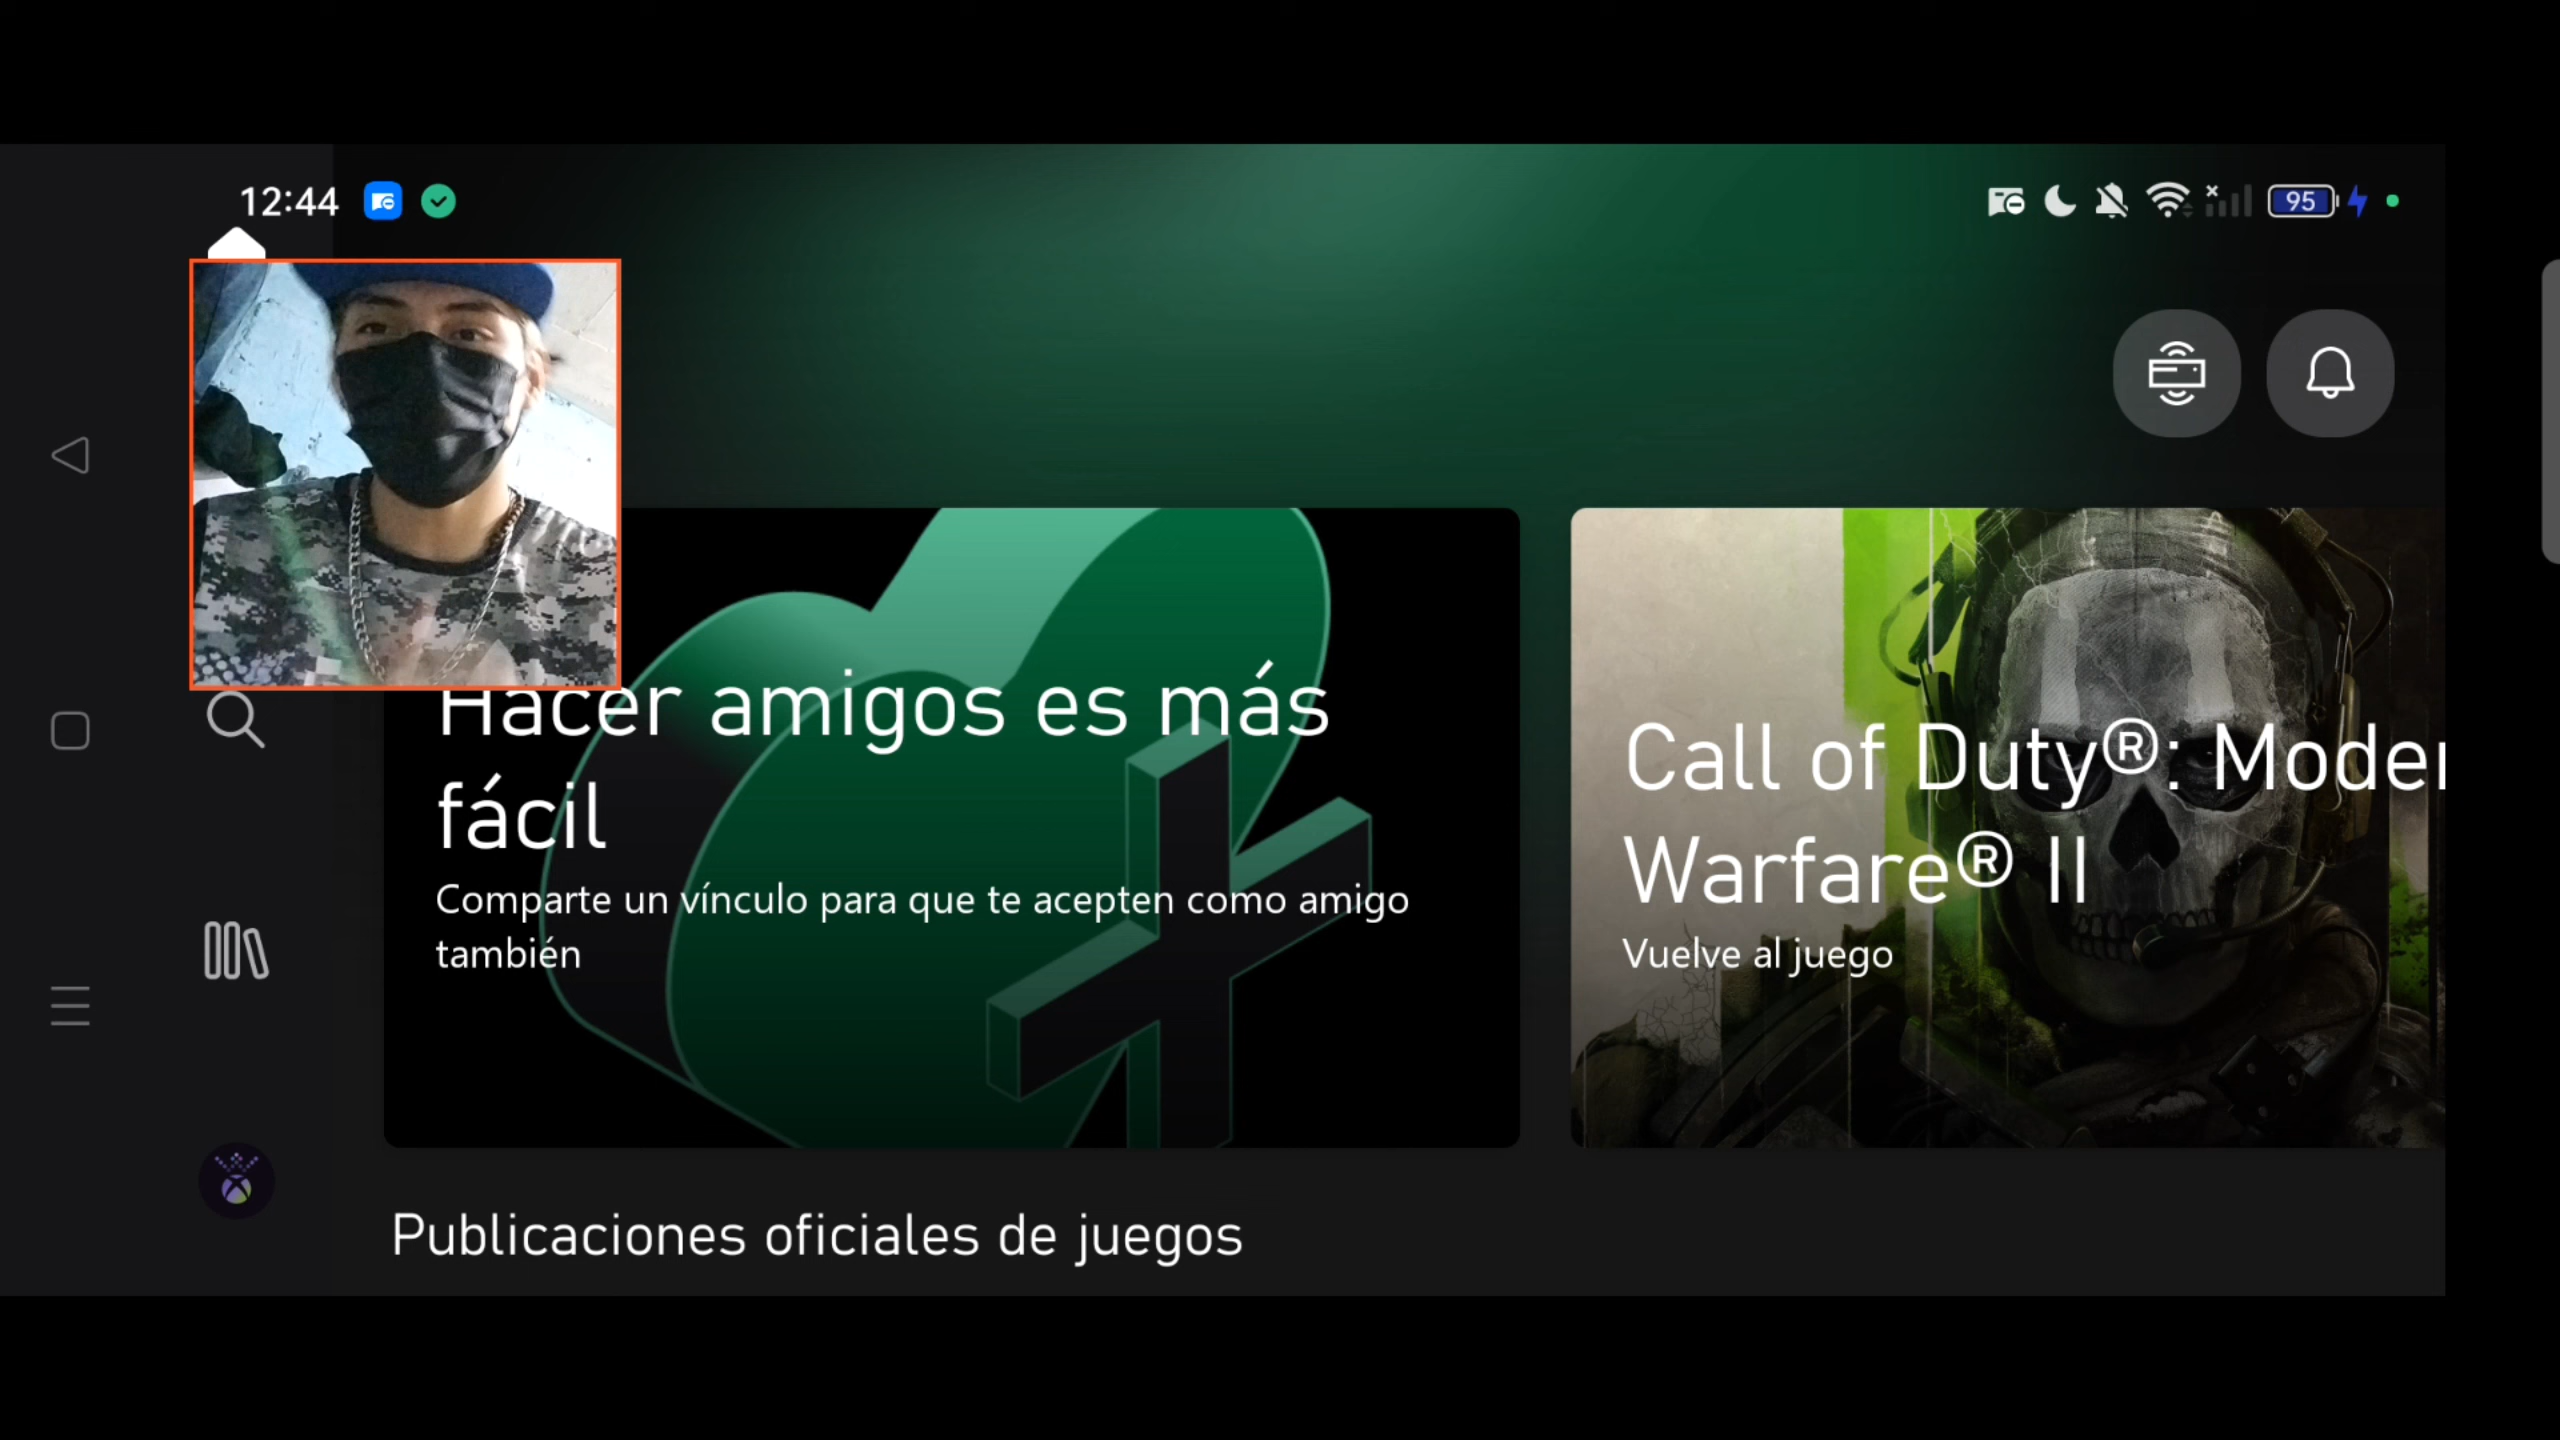 12:44
95
Hacer amigos es más
fácil
Comparte un vínculo para que te acepten como amigo
también
Call of Duty®: Moder
Warfare® II
Vuelve al juego
Publicaciones oficiales de juegos